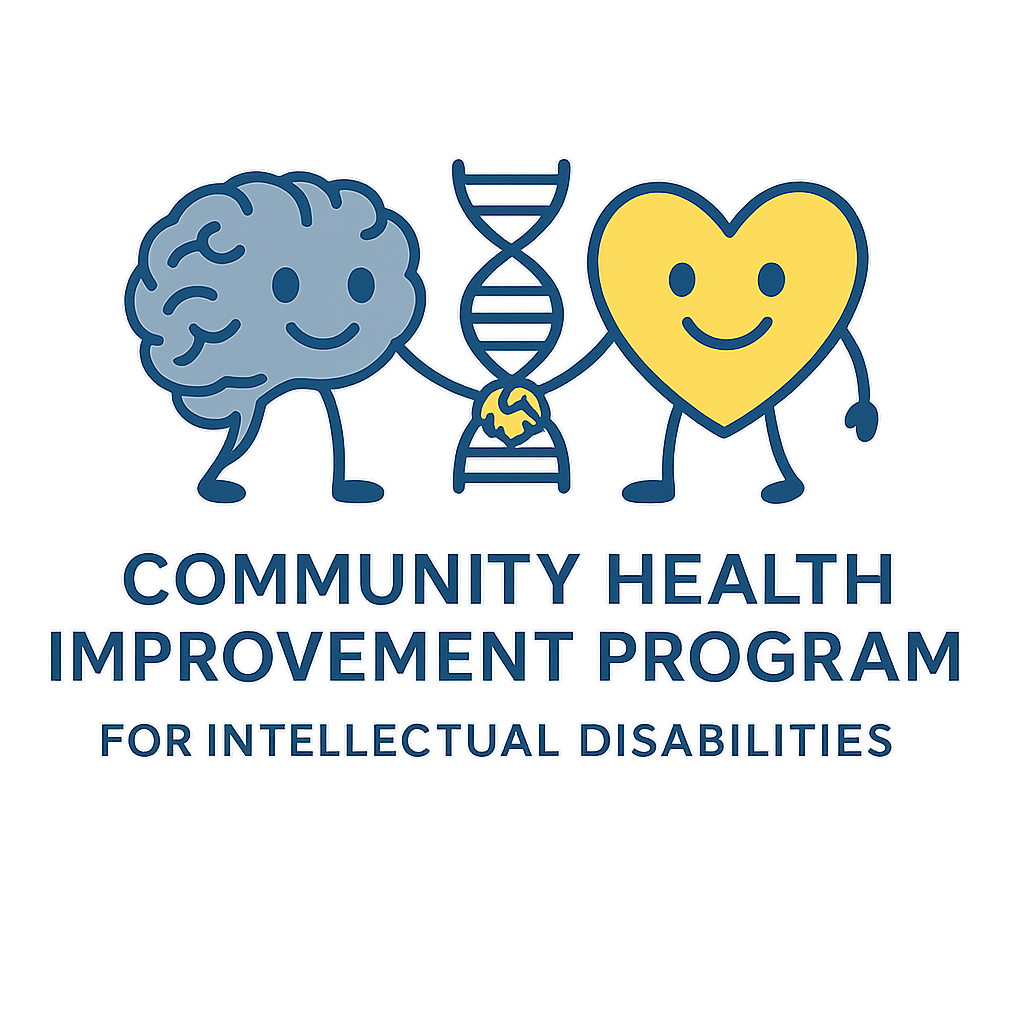 COMMUNITY HEALTH
IMPROVEMENT PROGRAM
FOR INTELLECTUAL DISABILITIES